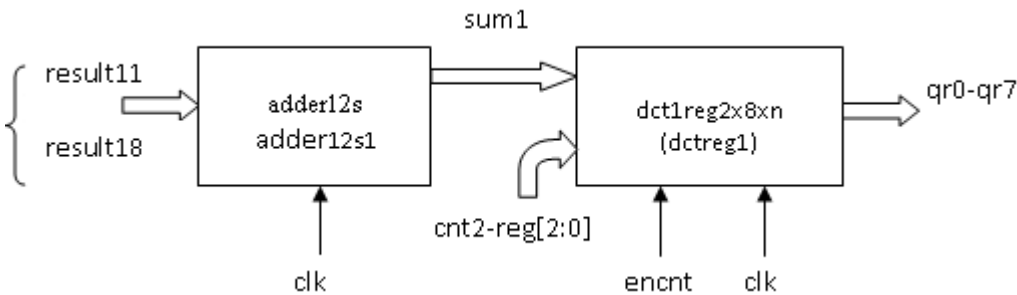 sum1
result11
result18
adder12s
adder12s1
dct1reg2x8xn
(dctreg1)
qr0-qr7
cnt2-reg[2:0]
clk
encnt
clk